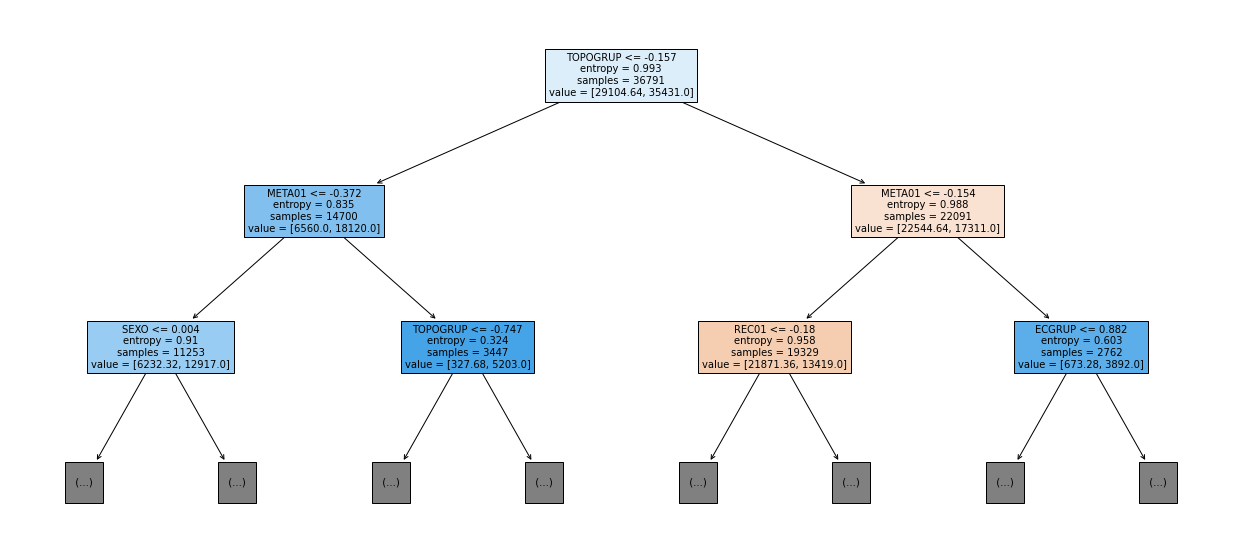 TOPOGRUP <= -0.157
entropy = 0.993
samples = 36791
value = [29104.64, 35431.0]
META01 <= -0.372
entropy = 0.835
samples = 14700
value = [6560.0, 18120.0]
META01 <= -0.154
entropy = 0.988
samples = 22091
value = [22544.64, 17311.0]
SEXO <= 0.004
entropy = 0.91
samples = 11253
value = [6232.32, 12917.0]
TOPOGRUP <= -0.747
entropy = 0.324
samples = 3447
value = [327.68, 5203.0]
REC01 <= -0.18
entropy = 0.958
samples = 19329
value = [21871.36, 13419.0]
ECGRUP <= 0.882
entropy = 0.603
samples = 2762
value = [673.28, 3892.0]
(...)
(...)
(...)
(...)
(...)
(...)
(...)
(...)